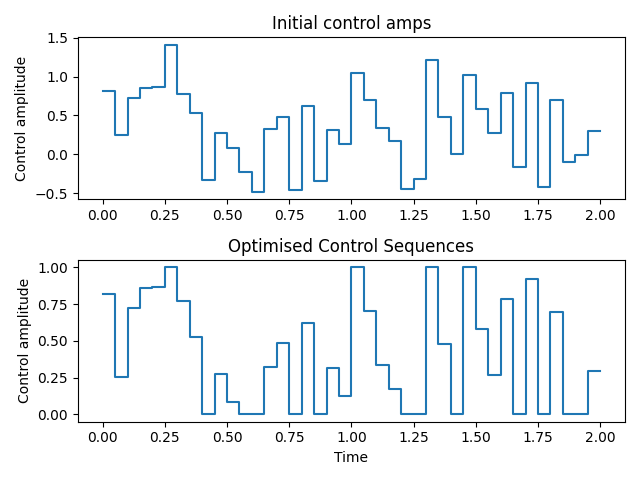 Initial control amps
Control amplitude
1.5
1.0
0.5
0.0
−0.5
0.00 0.25 0.50 0.75 1.00 1.25 1.50 1.75 2.00
Optimised Control Sequences
Control amplitude
1.00
0.75
0.50
0.25
0.00
0.00 0.25 0.50 0.75 1.00 1.25 1.50 1.75 2.00
Time